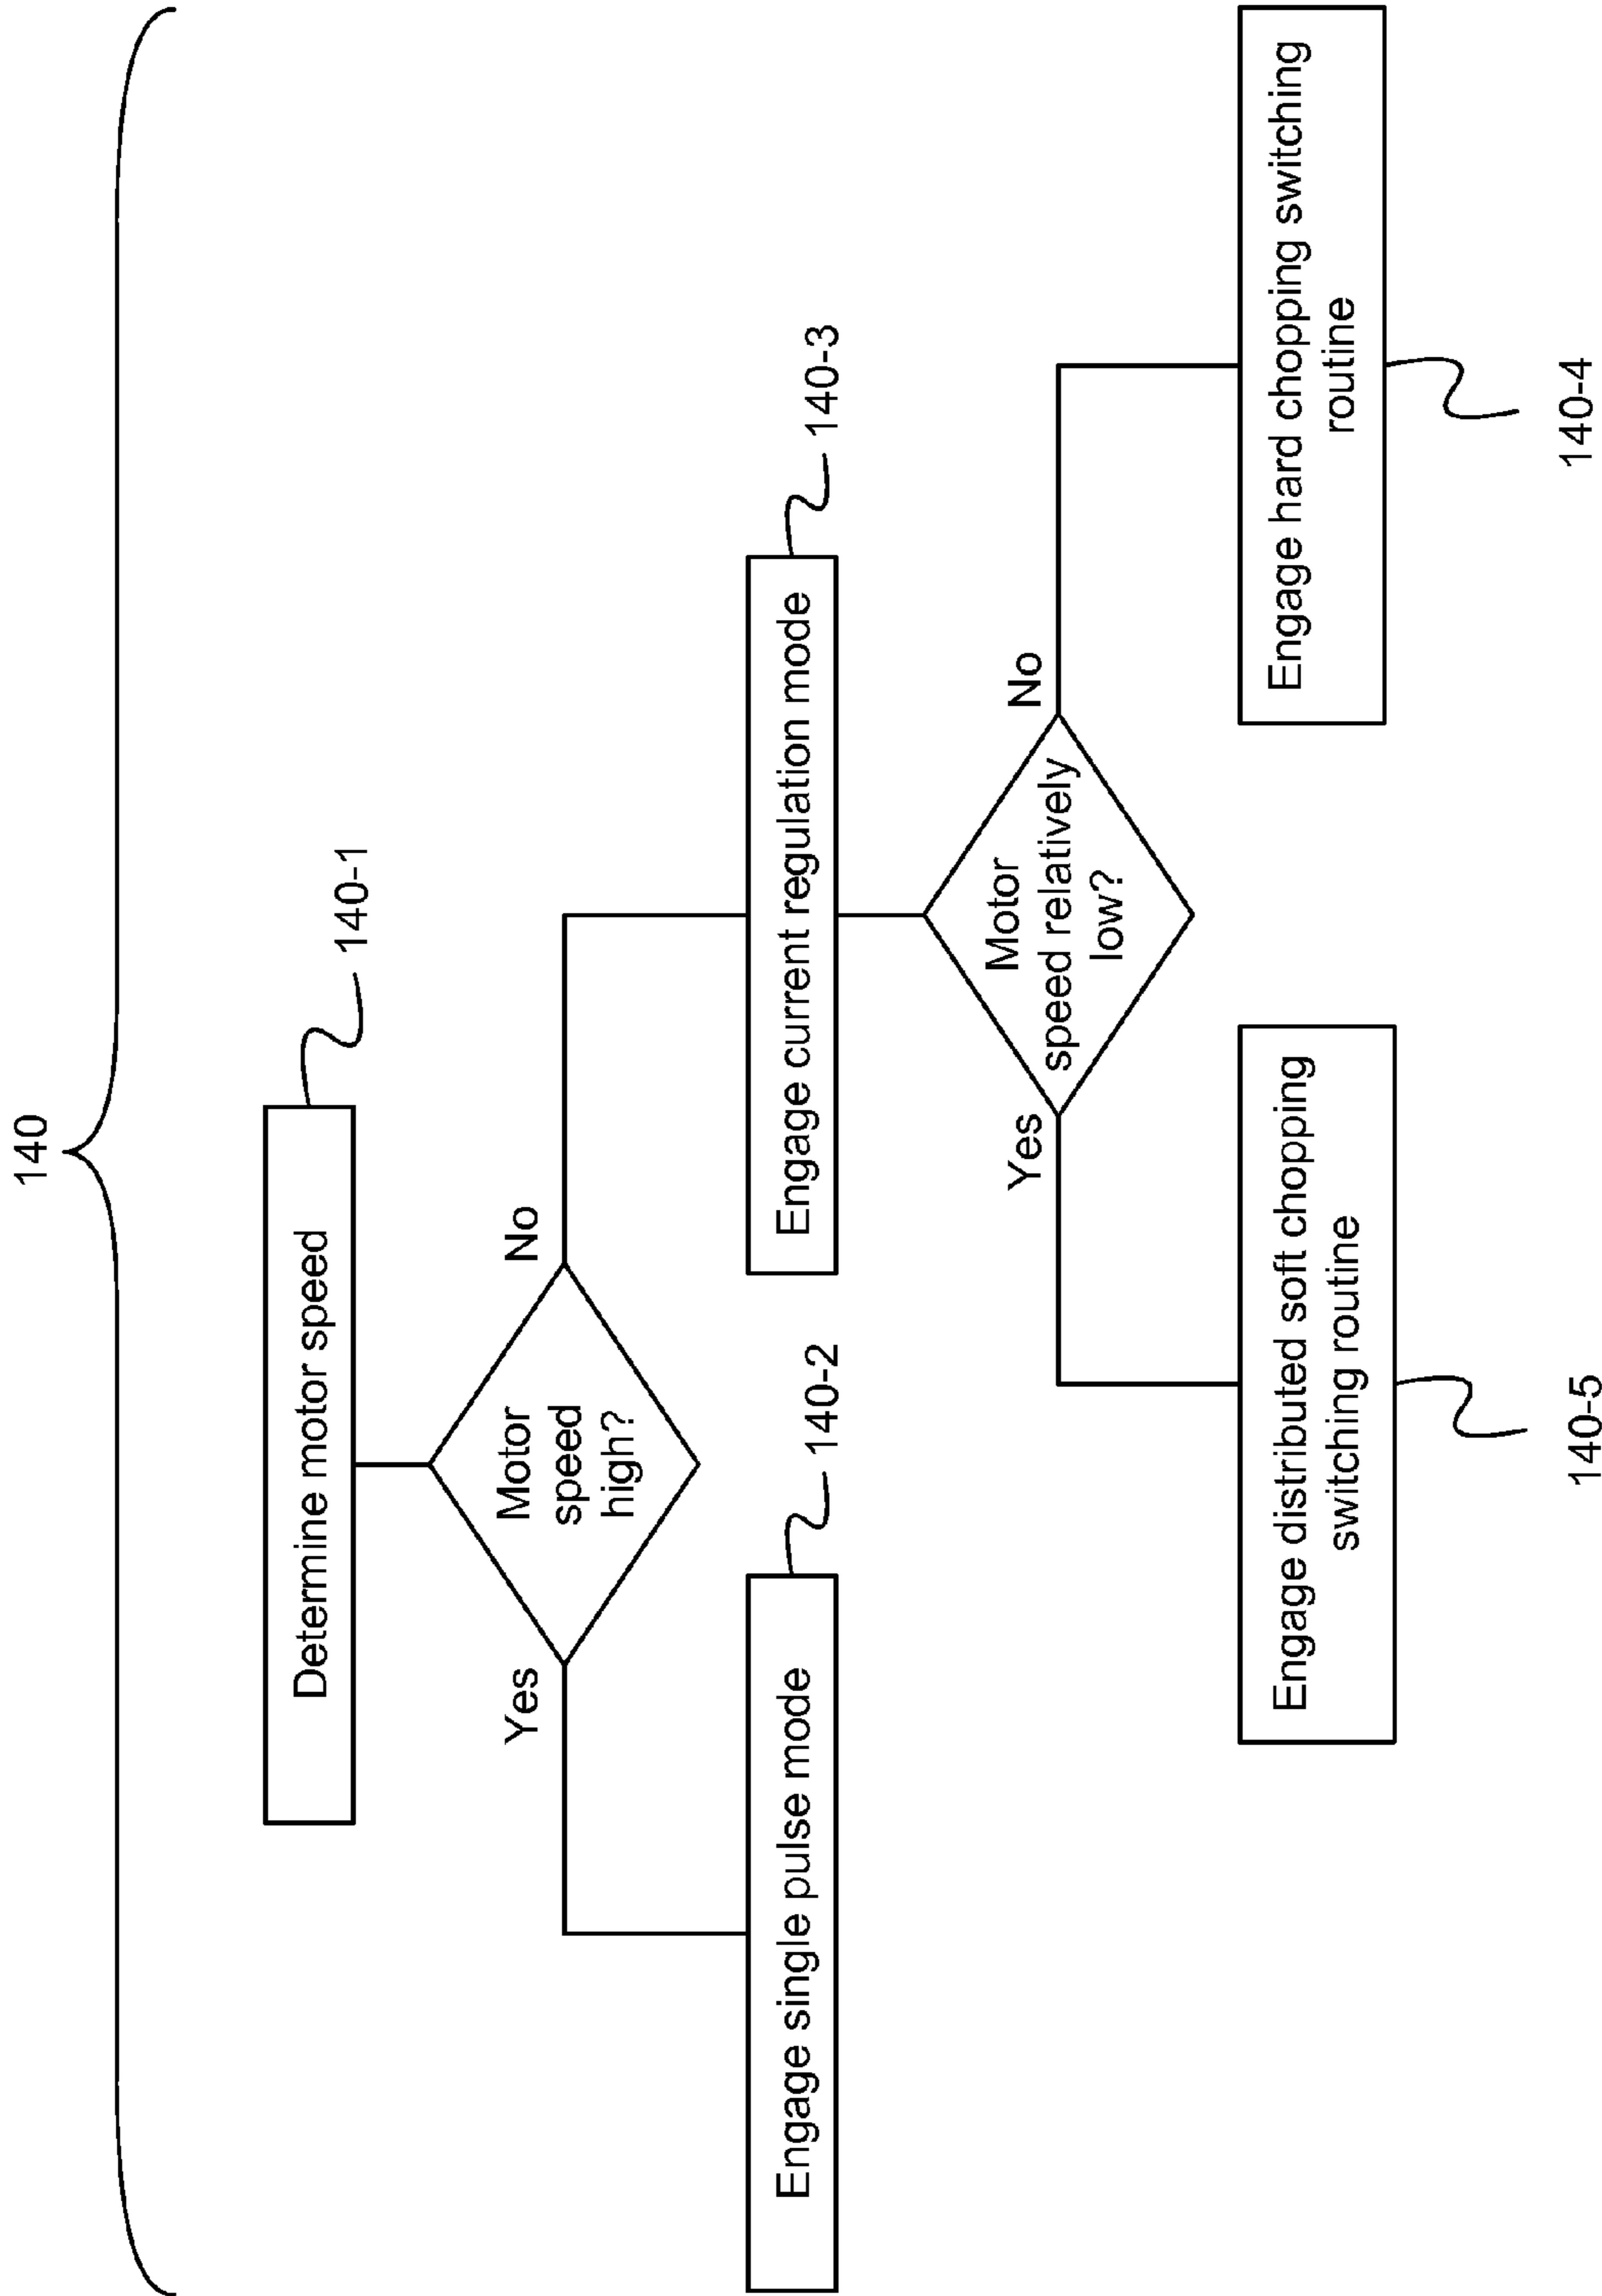 140
Determine motor speed
140-1
Motor
speed
high?
Yes
No
Engage single pulse mode
140-2
Engage current regulation mode
140-3
Motor
speed relatively
low?
Yes
No
Engage distributed soft chopping
switching routine
140-5
Engage hard chopping switching
routine
140-4